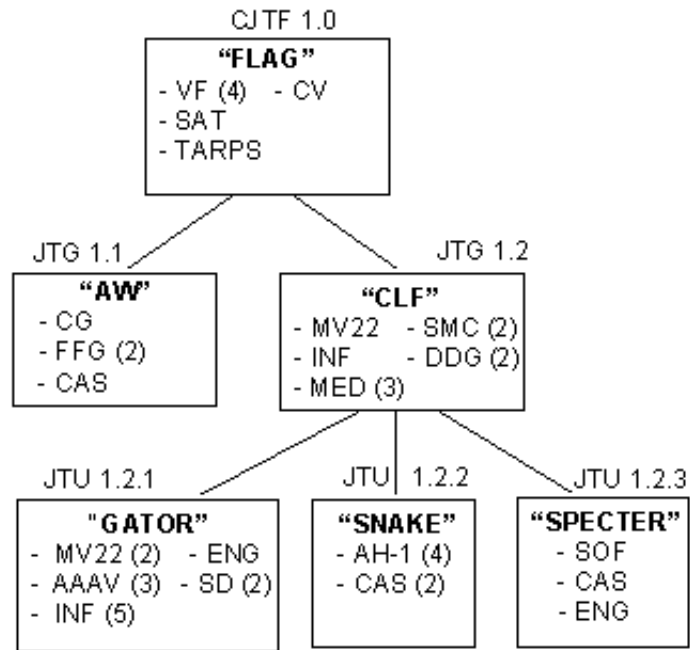 CJTF 1.0
“FLAG”
- VF (4) - CV
- SAT
- TARPS
JTG 1.1
“AW”
- CG
- FFG (2)
- CAS
JTG 1.2
“CLF”
- MV22 - SMC (2)
- INF - DDG (2)
- MED (3)
JTU 1.2.1
"GATOR”
- MV22 (2) - ENG
- AAAV (3) - SD (2)
- INF (5)
JTU 1.2.2
“SNAKE”
- AH-1 (4)
- CAS (2)
JTU 1.2.3
“SPECTER”
- SOF
- CAS
- ENG